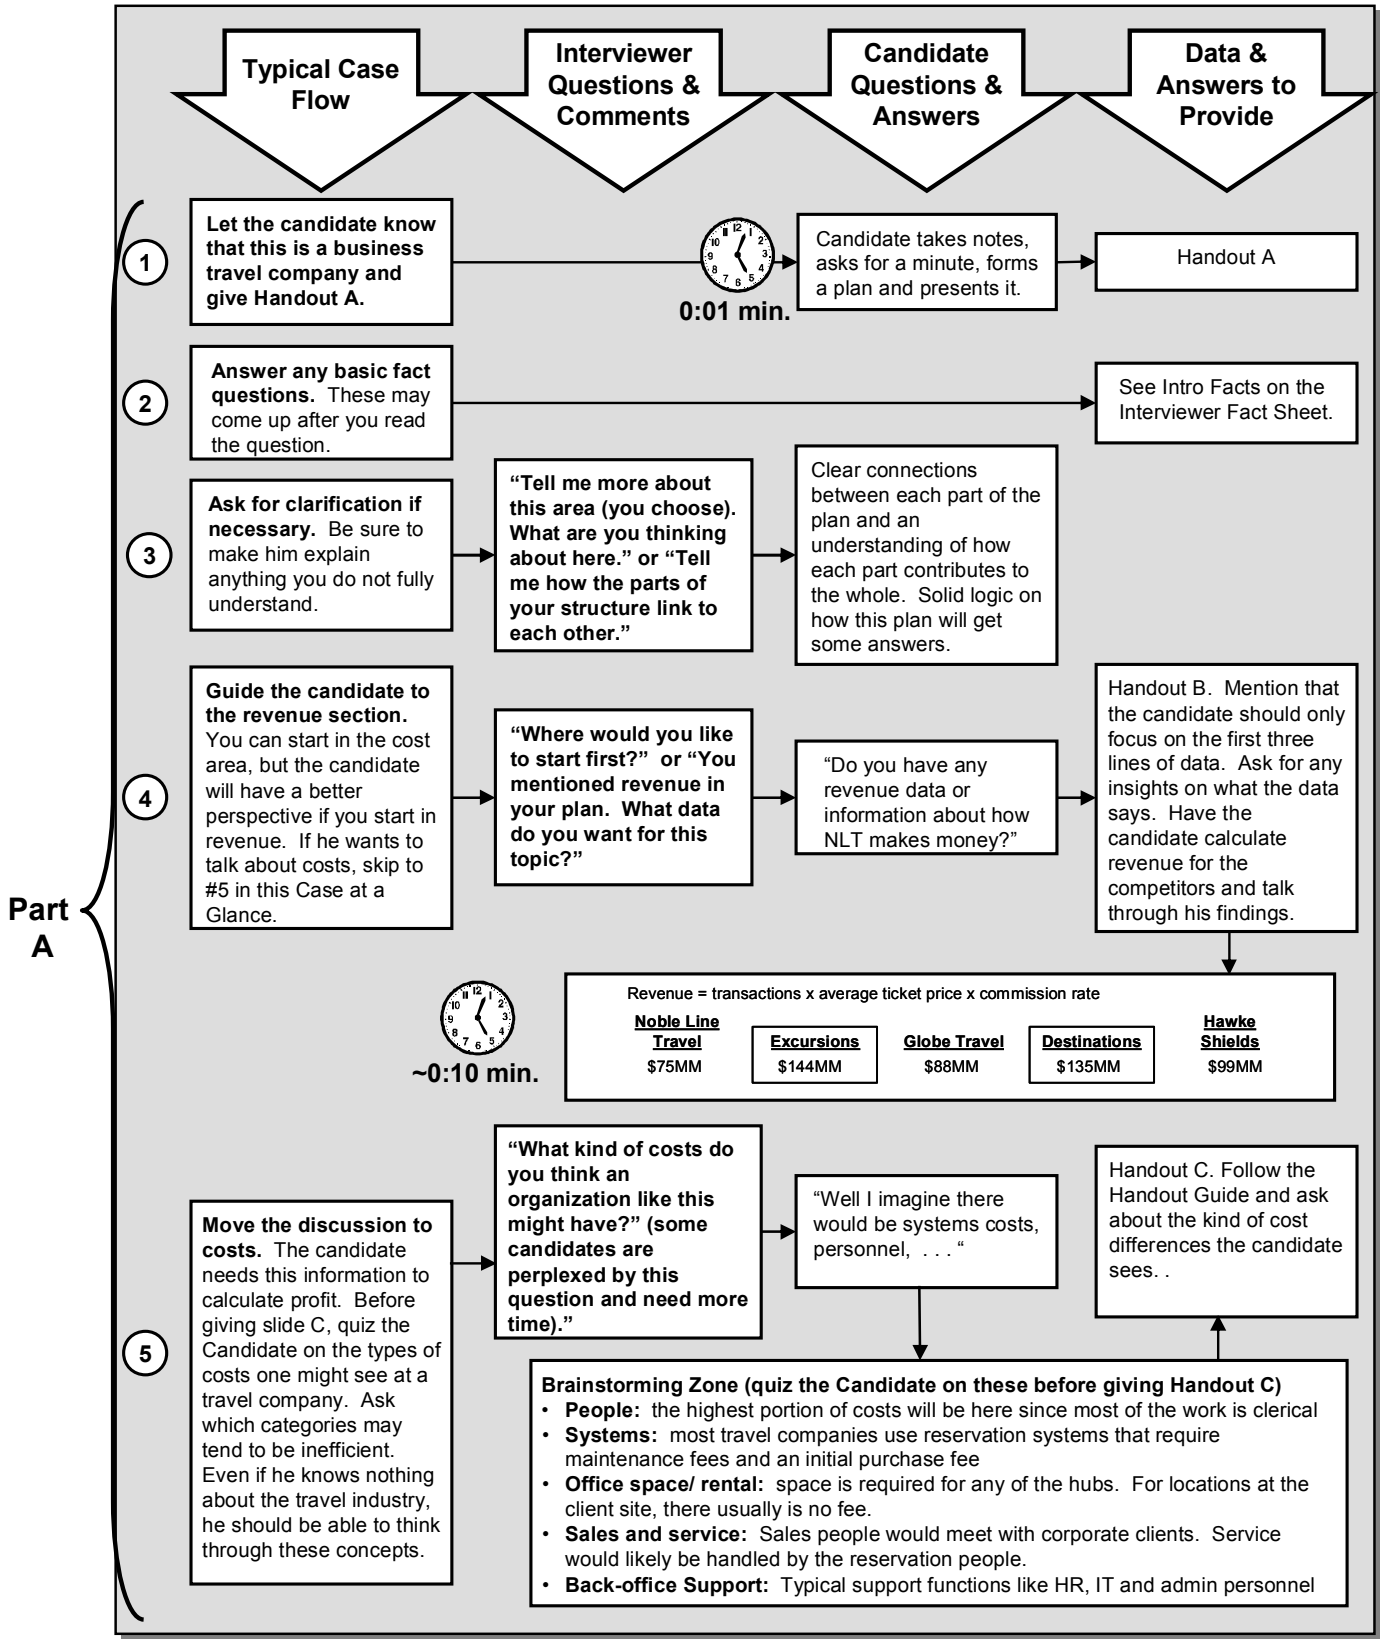 Typical Case
Flow
Interviewer
Questions &
Comments
Candidate
Questions &
Answers
Data &
Answers to
Provide
Part
A
1
Let the candidate know
that this is a business
travel company and
give Handout A.
0:01 min.
Candidate takes notes,
asks for a minute, forms
a plan and presents it.
Handout A
2
Answer any basic fact
questions. These may
come up after you read
the question.
See Intro Facts on the
Interviewer Fact Sheet.
3
Ask for clarification if
necessary. Be sure to
make him explain
anything you do not fully
understand.
“Tell me more about
this area (you choose).
What are you thinking
about here.” or “Tell
me how the parts of
your structure link to
each other.”
Clear connections
between each part of the
plan and an
understanding of how
each part contributes to
the whole. Solid logic on
how this plan will get
some answers.
4
Guide the candidate to
the revenue section.
You can start in the cost
area, but the candidate
will have a better
perspective if you start in
revenue. If he wants to
talk about costs, skip to
#5 in this Case at a
Glance.
“Where would you like
to start first?” or “You
mentioned revenue in
your plan. What data
do you want for this
topic?”
“Do you have any
revenue data or
information about how
NLT makes money?”
Handout B. Mention that
the candidate should only
focus on the first three
lines of data. Ask for any
insights on what the data
says. Have the
candidate calculate
revenue for the
competitors and talk
through his findings.
~0:10 min.
Revenue = transactions x average ticket price x commission rate
Noble Line
Travel
$75MM
Excursions
$144MM
Globe Travel
$88MM
Destinations
$135MM
Hawke
Shields
$99MM
5
Move the discussion to
costs. The candidate
needs this information to
calculate profit. Before
giving slide C, quiz the
Candidate on the types of
costs one might see at a
travel company. Ask
which categories may
tend to be inefficient.
Even if he knows nothing
about the travel industry,
he should be able to think
through these concepts.
“What kind of costs do
you think an
organization like this
might have?” (some
candidates are
perplexed by this
question and need more
time).”
“Well I imagine there
would be systems costs,
personnel, . . . “
Handout C. Follow the
Handout Guide and ask
about the kind of cost
differences the candidate
sees. .
Brainstorming Zone (quiz the Candidate on these before giving Handout C)
• People: the highest portion of costs will be here since most of the work is clerical
• Systems: most travel companies use reservation systems that require
maintenance fees and an initial purchase fee
• Office space/ rental: space is required for any of the hubs. For locations at the
client site, there usually is no fee.
• Sales and service: Sales people would meet with corporate clients. Service
would likely be handled by the reservation people.
• Back-office Support: Typical support functions like HR, IT and admin personnel